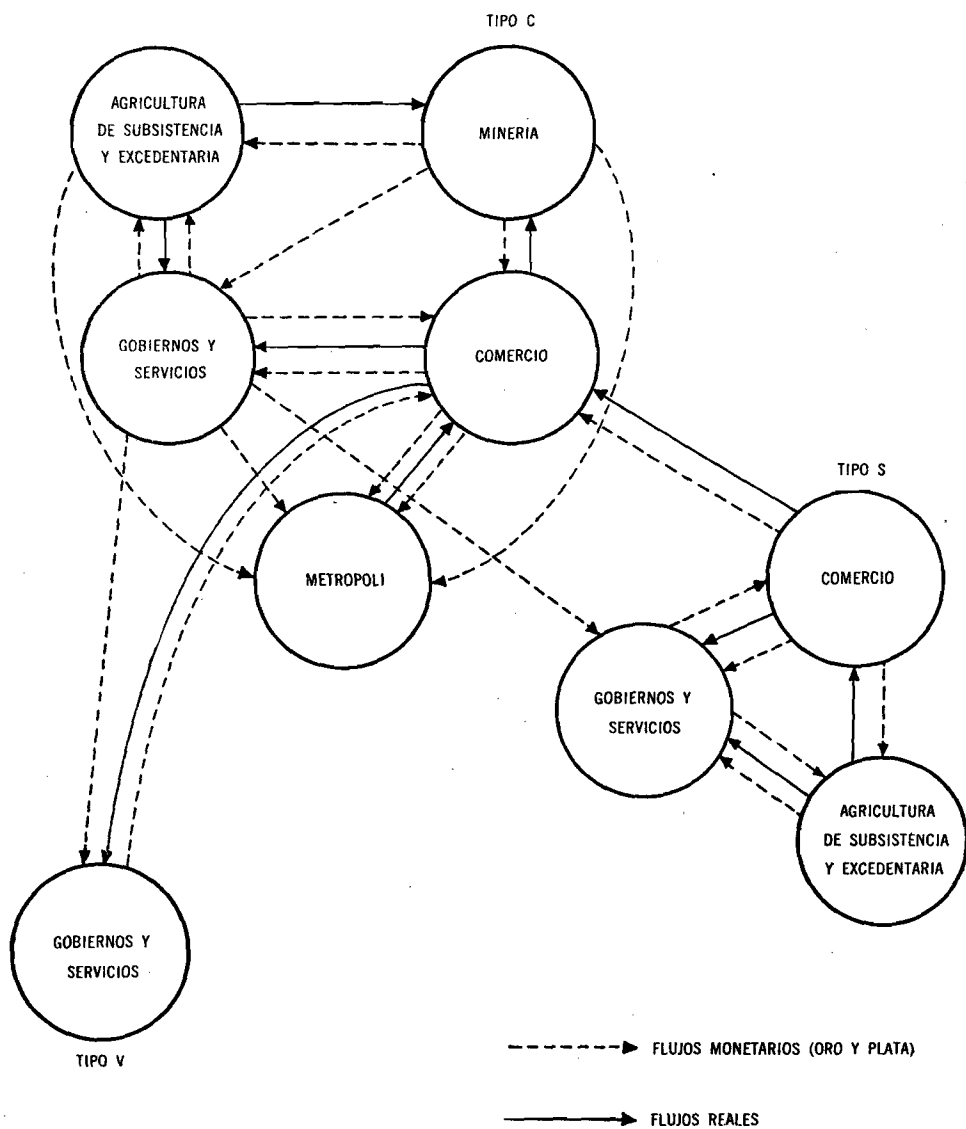 TIPO C
AGRICULTURA
DE SUBSISTENCIA
Y EXCEDENTARIA
MINERIA
GOBIERNOS Y
SERVICIOS
COMERCIO
METROPOLI
TIPO S
COMERCIO
GOBIERNOS Y
SERVICIOS
AGRICULTURA
DE SUBSISTENCIA
Y EXCEDENTARIA
GOBIERNOS Y
SERVICIOS
TIPO V
FLUJOS MONETARIOS (ORO Y PLATA)
FLUJOS REALES